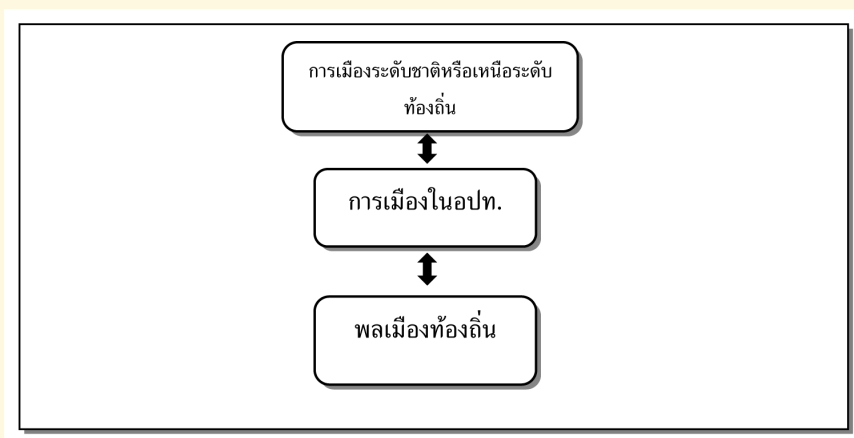 การเมืองระดับชาติหรือเหนือระดับ
ท้องถิ่น
การเมืองในอปท.
พลเมืองท้องถิ่น